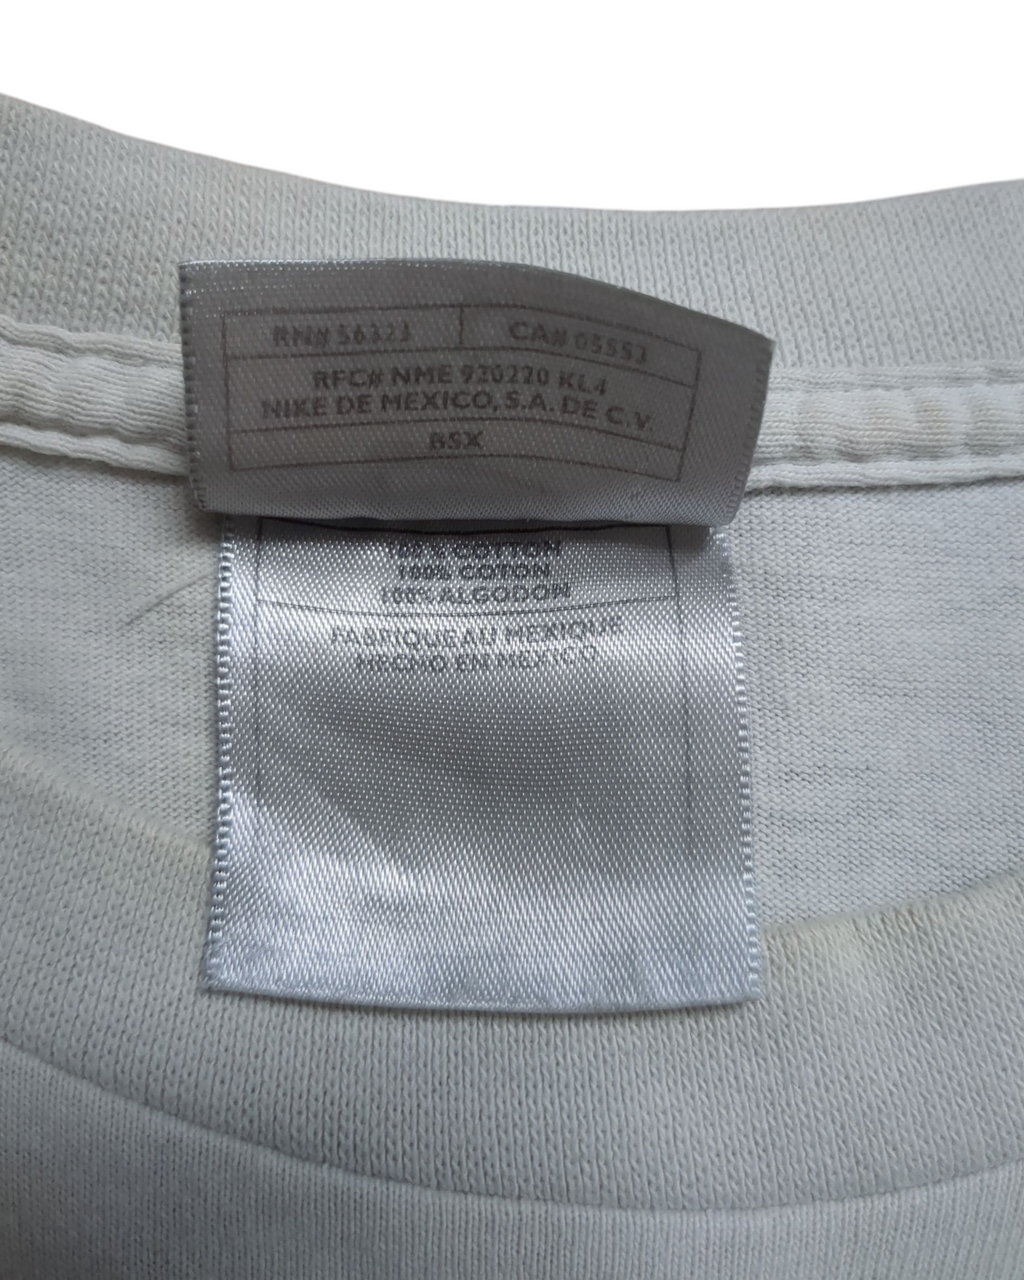 RN# 56323 CA# 05553
RFC# NME 920220 KL4
NIKE DE MEXICO, S.A. DE C.V.
BSX
100% COTTON
100% COTON
100% ALGODON
FABRIQUE AU MEXIQUE
HECHO EN MEXICO